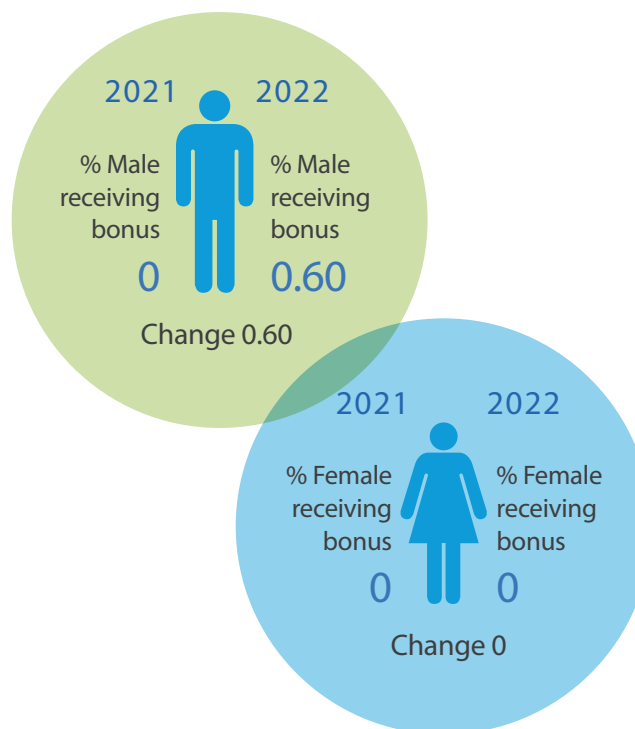 2021 2022
% Male
receiving
bonus
0
% Male
receiving
bonus
0.60
Change 0.60
2021 2022
% Female
receiving
bonus
0
% Female
receiving
bonus
0
Change 0